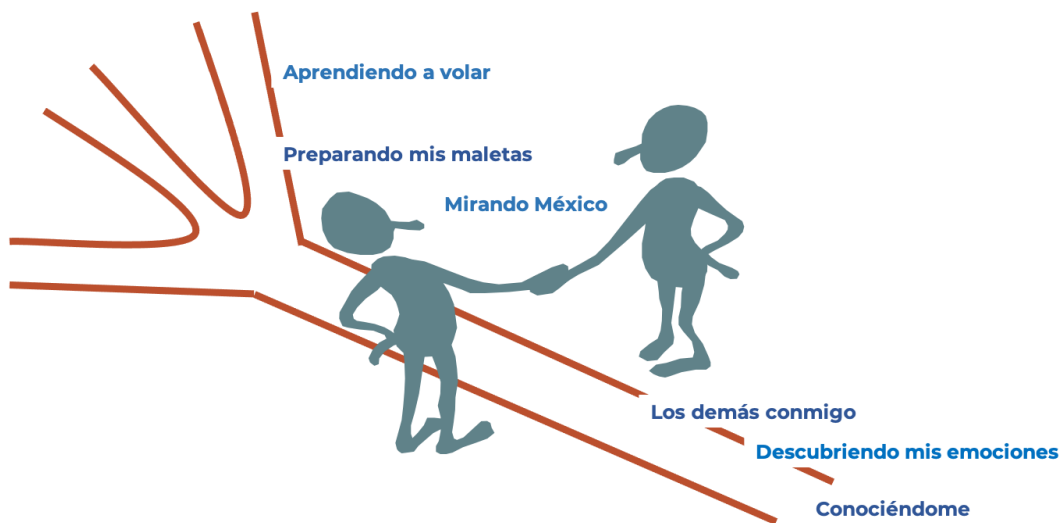 Aprendiendo a volar
Preparando mis maletas
Mirando México
Los demás conmigo
Descubriendo mis emociones
Conociéndome